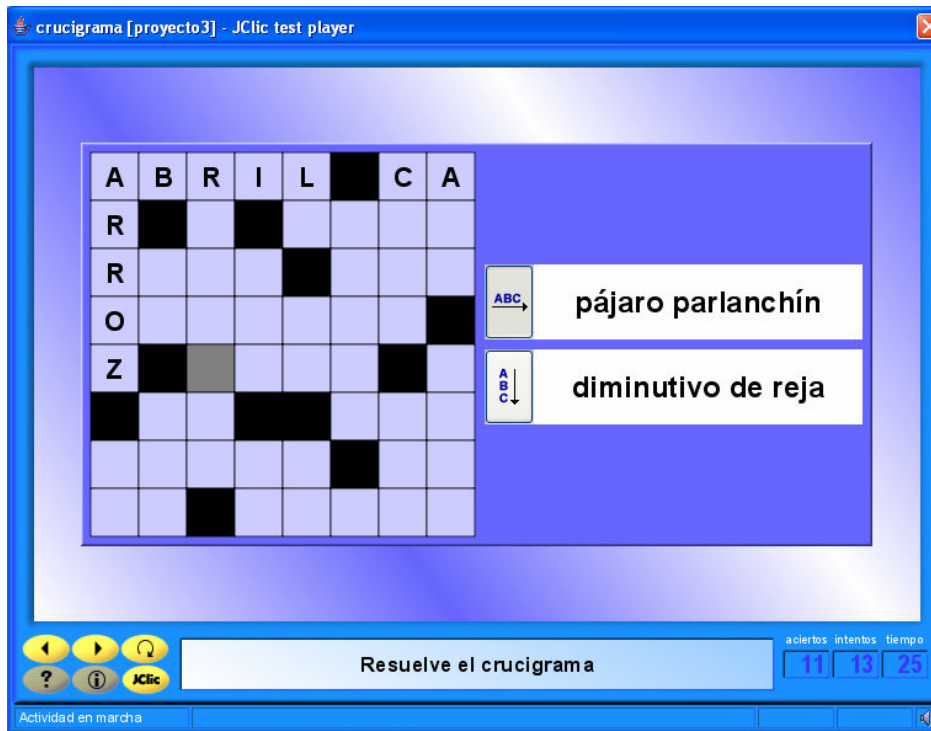 crucigrama [proyecto3] - JClic test player
A B R I L C A
R
R
O
Z
ABC
pájaro parlanchín
A
B
C
diminutivo de reja
Resuelve el crucigrama
aciertos intentos tiempo
11 13 25
?
JClic
Actividad en marcha